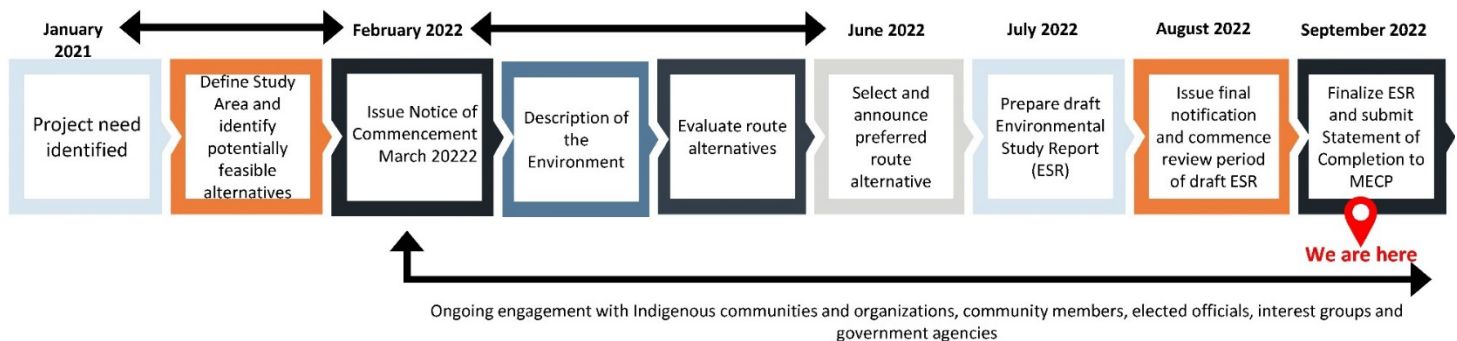 January
2021
February 2022
June 2022
July 2022
August 2022
September 2022
Project need
identified
Define Study
Area and
identify
potentially
feasible
alternatives
Issue Notice of
Commencement
March 20222
Description of
the
Environment
Evaluate route
alternatives
Select and
announce
preferred
route
alternative
Prepare draft
Environmental
Study Report
(ESR)
Issue final
notification
and commence
review period
of draft ESR
Finalize ESR
and submit
Statement of
Completion to
MECP
We are here
Ongoing engagement with Indigenous communities and organizations, community members, elected officials, interest groups and
government agencies